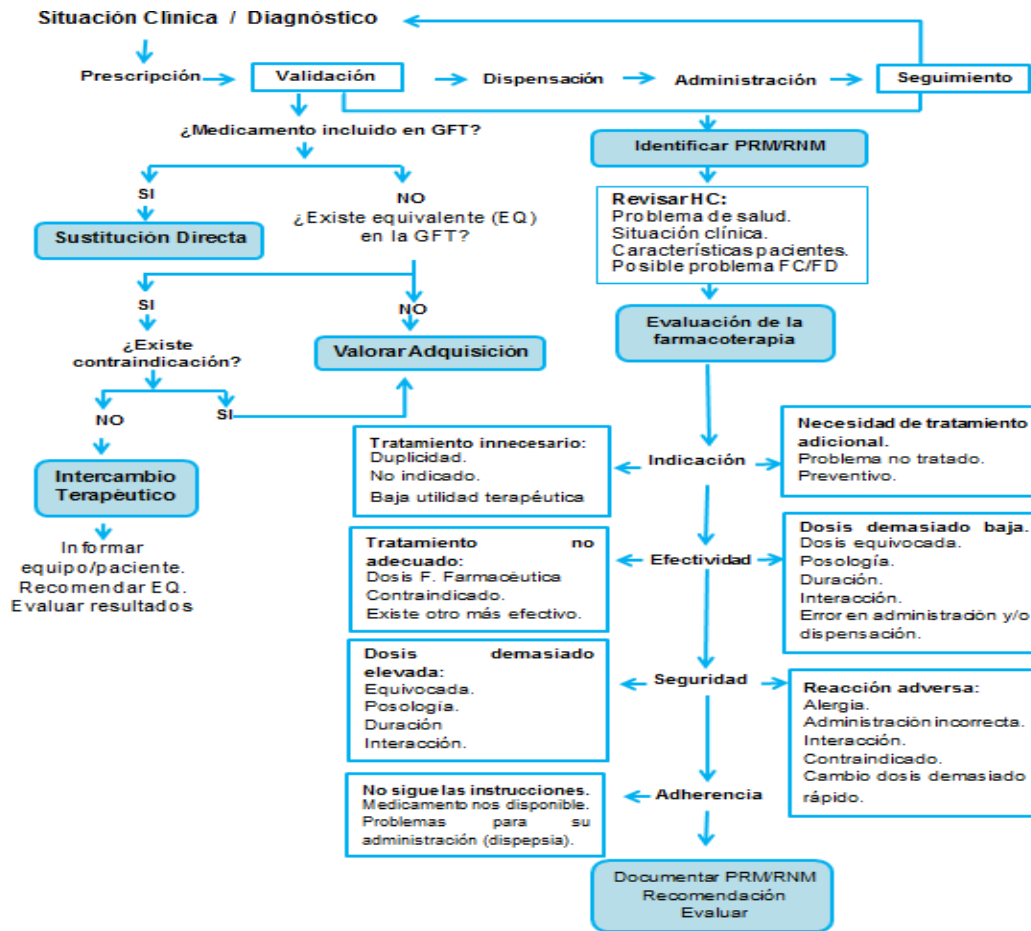 Situación Clínica / Diagnóstico
Prescripción
Validación
Dispensación
Administración
Seguimiento
¿Medicamento incluido en GFT?
SI
Sustitución Directa
NO
¿Existe equivalente (EQ)
en la GFT?
SI
¿Existe
contraindicación?
NO
Valorar Adquisición
NO
SI
Intercambio
Terapéutico
Informar
equipo/paciente.
Recomendar EQ.
Evaluar resultados
Identificar PRM/RNM
Revisar HC:
Problema de salud.
Situación clínica.
Características pacientes.
Posible problema FC/FD
Evaluación de la
farmacoterapia
Tratamiento innecesario:
Duplicidad.
No indicado.
Baja utilidad terapéutica
Indicación
Necesidad de tratamiento
adicional.
Problema no tratado.
Preventivo.
Tratamiento no
adecuado:
Dosis F. Farmacéutica
Contraindicado.
Existe otro más efectivo.
Efectividad
Dosis demasiado baja.
Dosis equivocada.
Posología.
Duración.
Interacción.
Error en administración y/o
dispensación.
Dosis demasiado
elevada:
Equivocada.
Posología.
Duración
Interacción.
Seguridad
Reacción adversa:
Alergia.
Administración incorrecta.
Interacción.
Contraindicado.
Cambio dosis demasiado
rápido.
No sigue las instrucciones.
Medicamento nos disponible.
Problemas para su
administración (dispepsia).
Adherencia
Documentar PRM/RNM
Recomendación
Evaluar